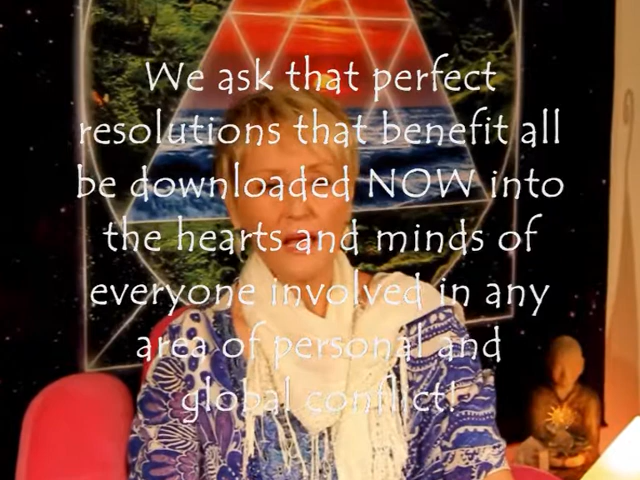 We ask that perfect
resolutions that benefit all
be downloaded NOW into
the hearts and minds of
everyone involved in any
area of personal and
global conflict!